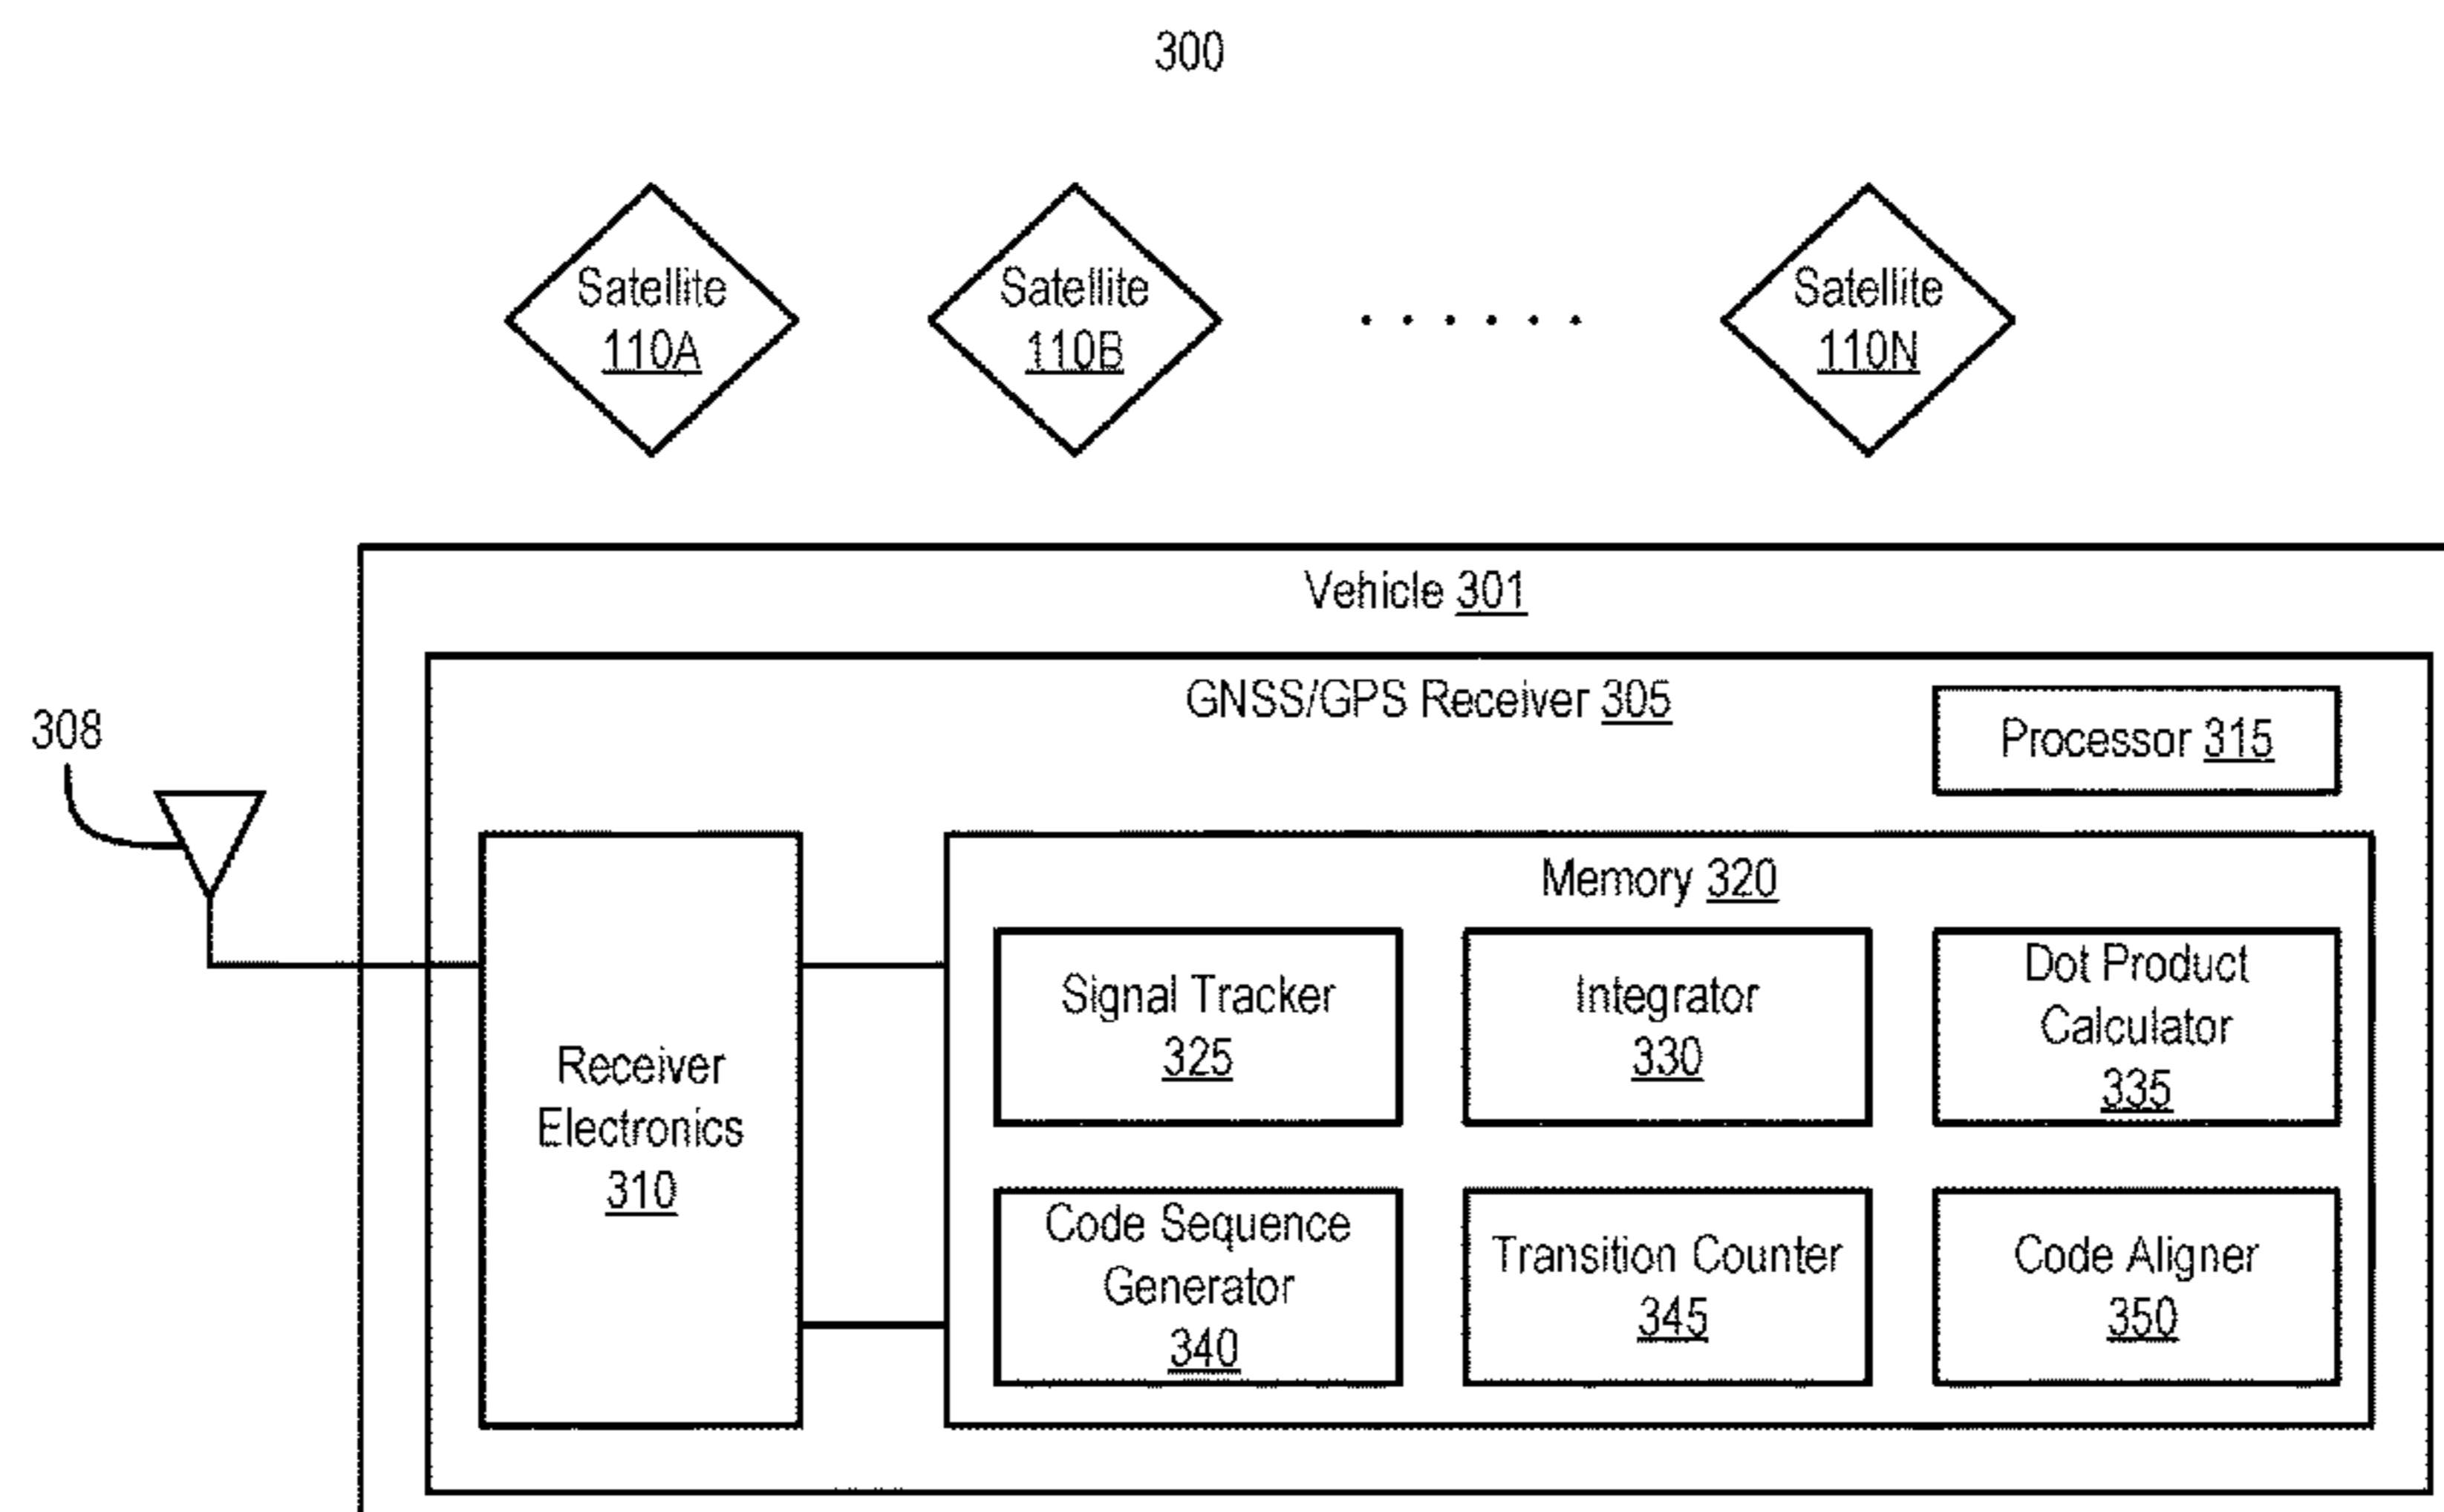 300
Satellite
110A
Satellite
110B
Satellite
110N
Vehicle 301
GNSS/GPS Receiver 305
Processor 315
308
Memory 320
Receiver
Electronics
310
Signal Tracker
325
Integrator
330
Dot Product
Calculator
335
Code Sequence
Generator
340
Transition Counter
345
Code Aligner
350